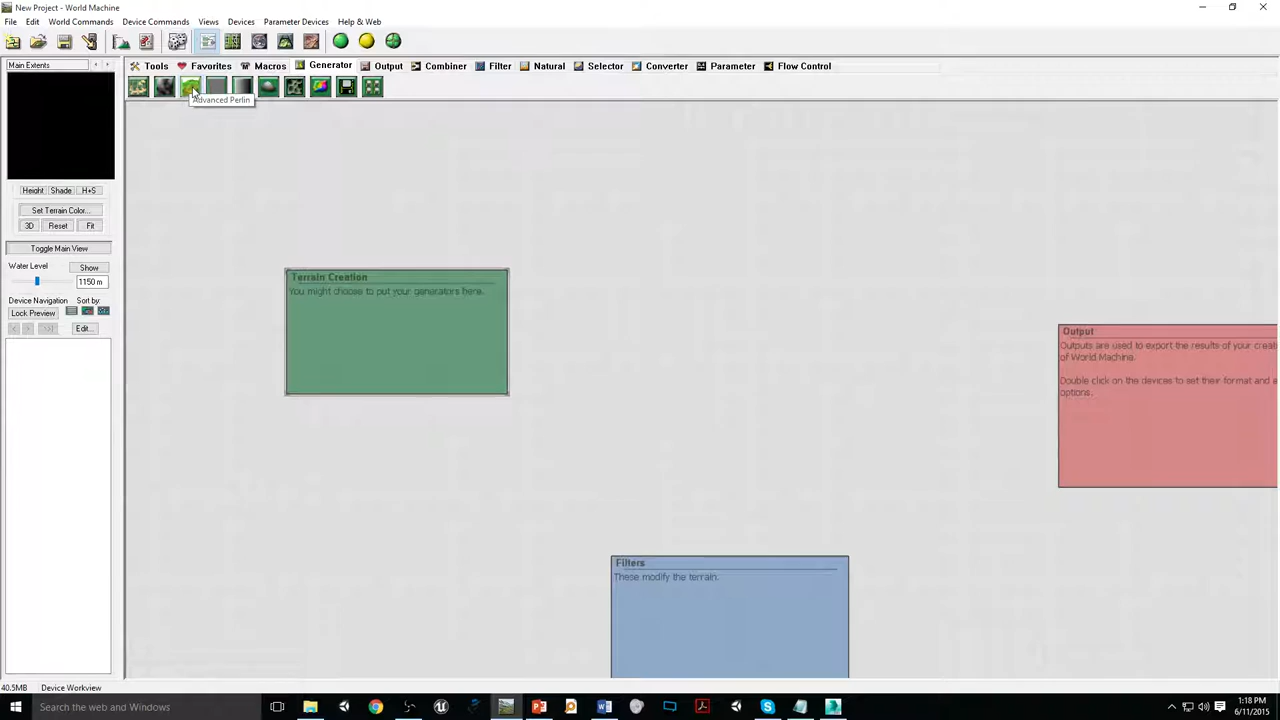 New Project - World Machine
File Edit World Commands Device Commands Views Devices Parameter Devices Help & Web
Main Extents
Tools Favorites Macros Generator Output Combiner Filter Natural Selector Converter Parameter Flow Control
Advanced Perlin
Height Shade H+S
Set Terrain Color...
3D Reset Fit
Toggle Main View
Water Level Show
1150 m
Device Navigation Sort by:
Lock Preview
Edit...
Terrain Creation
You might choose to put your generators here.
Output
Outputs are used to export the results of your creat
of World Machine.
Double click on the devices to set their format and a
options.
Filters
These modify the terrain.
40.5MB Device Workview
Search the web and Windows
1:18 PM
6/11/2015